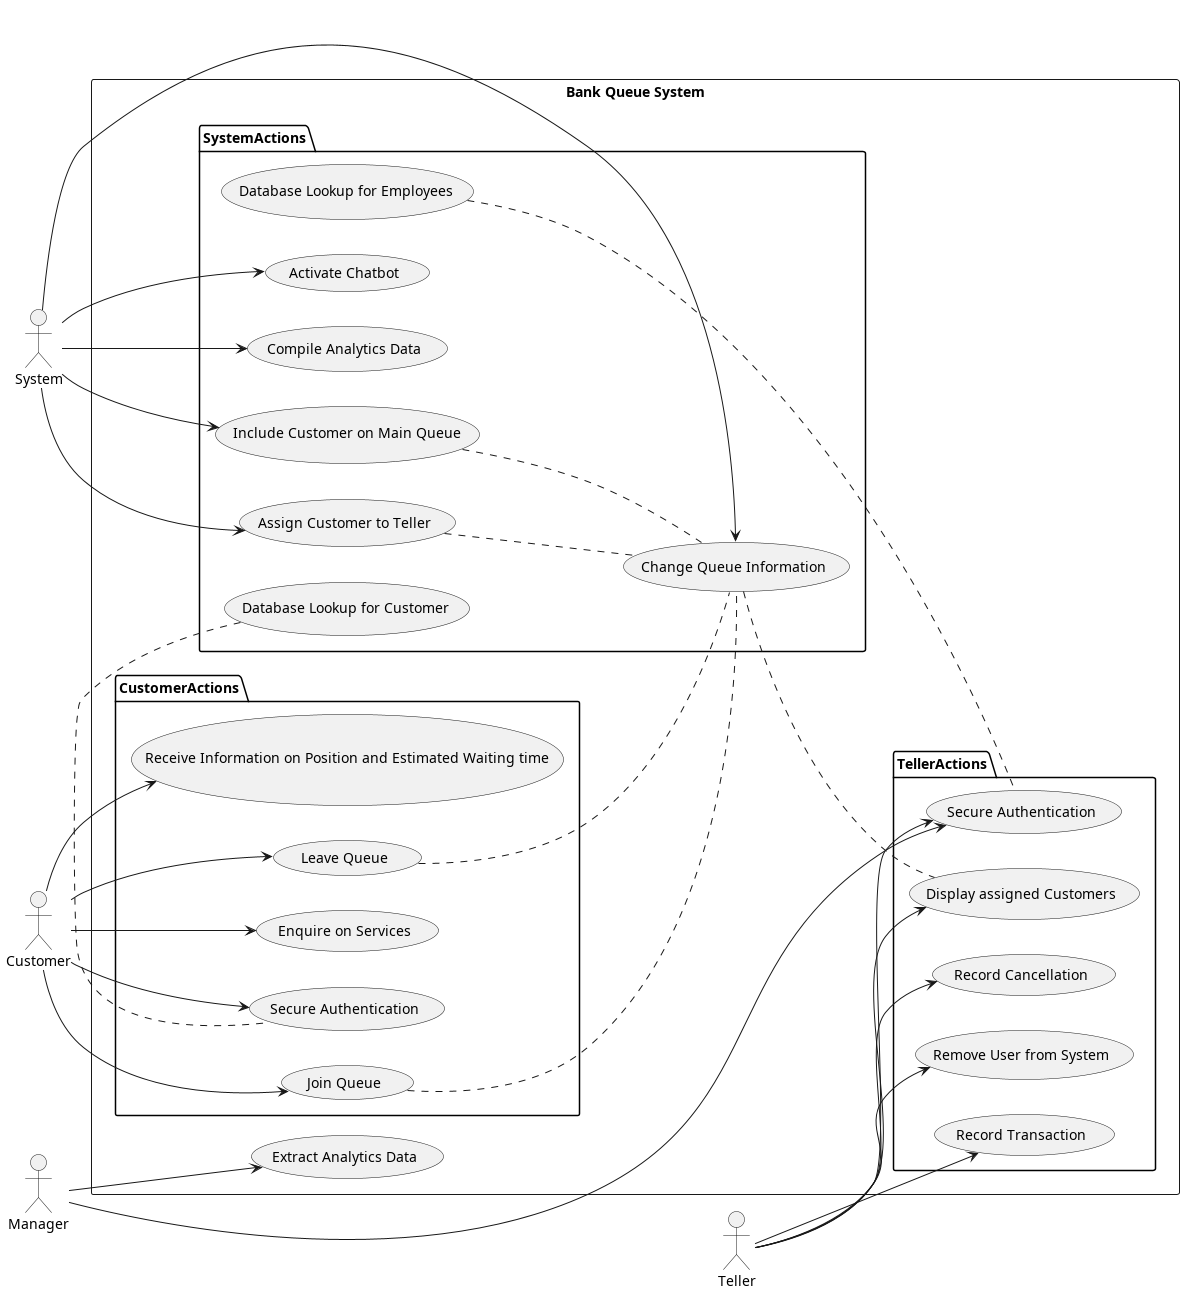 Bank Queue System
SystemActions
Database Lookup for Employees
Activate Chatbot
Compile Analytics Data
System
Include Customer on Main Queue
Assign Customer to Teller
Change Queue Information
Database Lookup for Customer
CustomerActions
Receive Information on Position and Estimated Waiting time
TellerActions
Secure Authentication
Leave Queue
Display assigned Customers
Enquire on Services
Customer
Record Cancellation
Secure Authentication
Remove User from System
Join Queue
Record Transaction
Extract Analytics Data
Manager
Teller